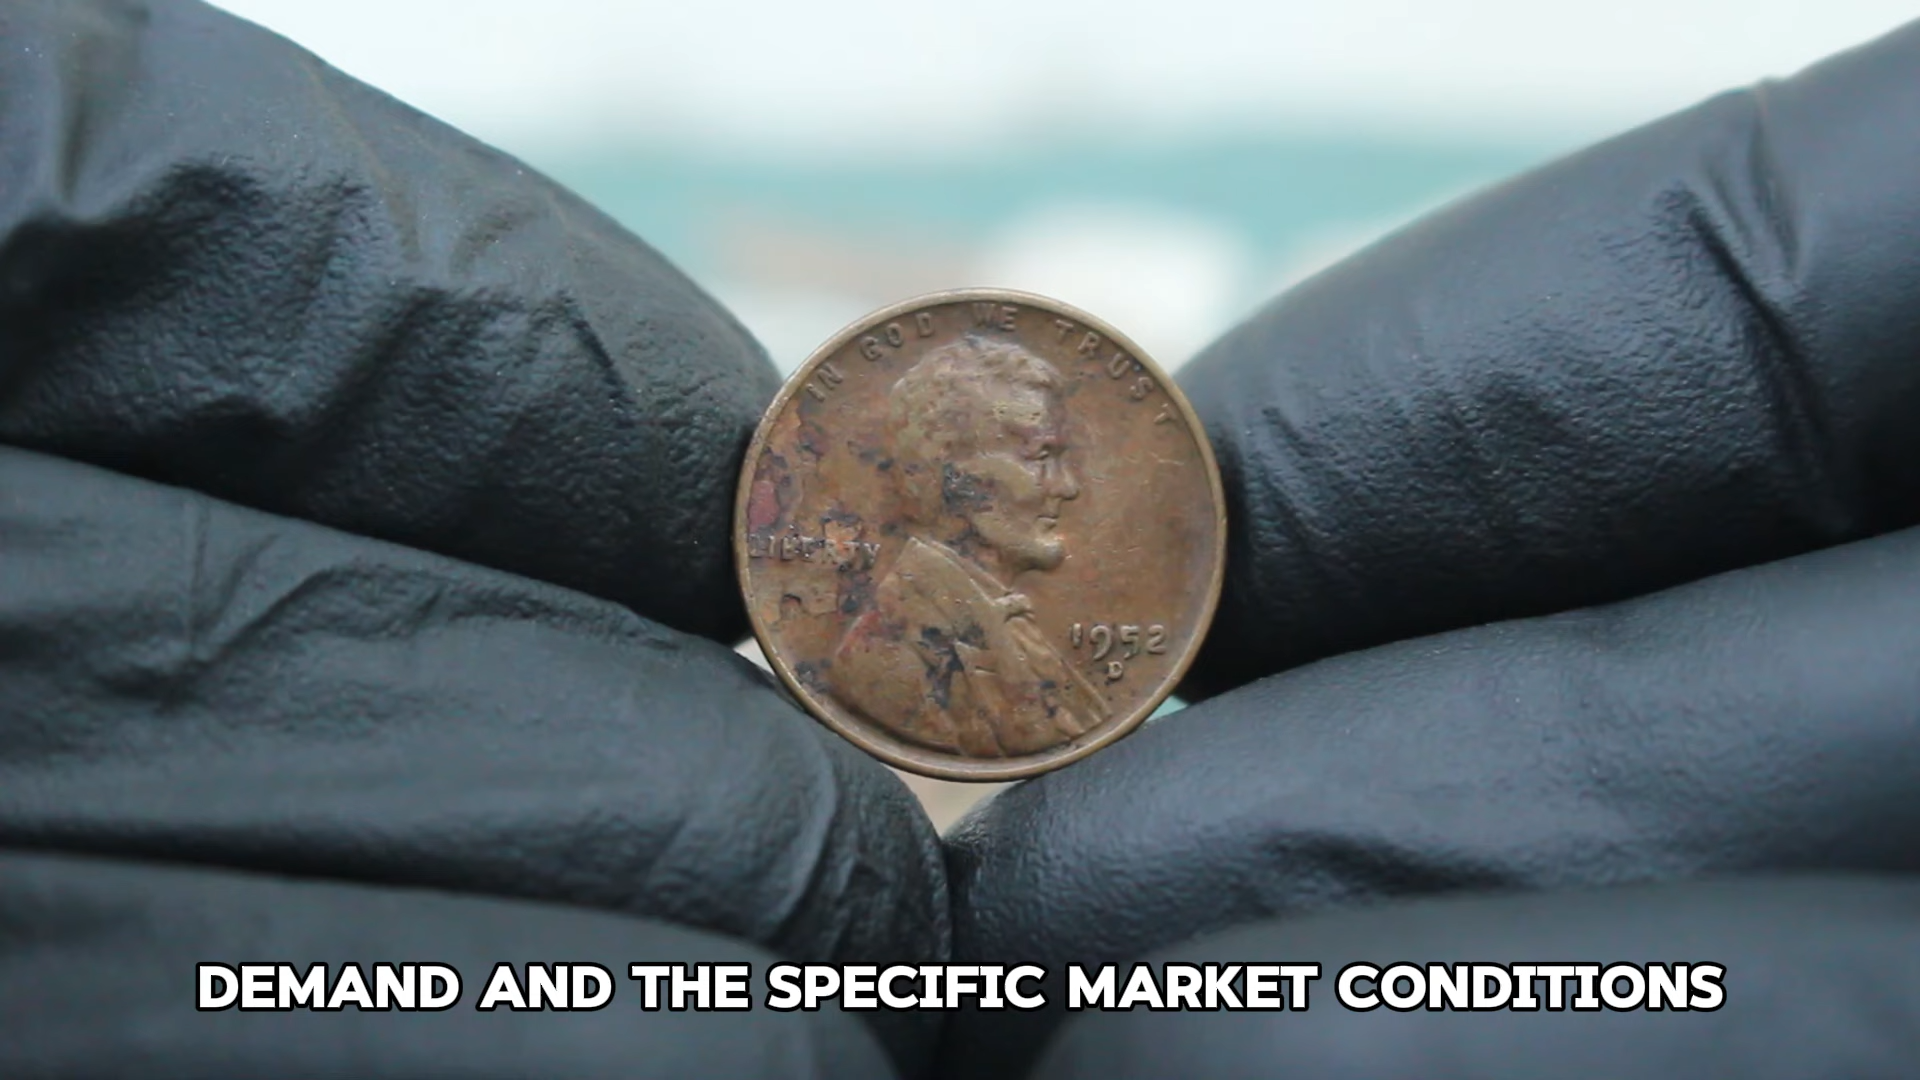 IN GOD WE TRUST
LIBERTY
1952
D
DEMAND AND THE SPECIFIC MARKET CONDITIONS